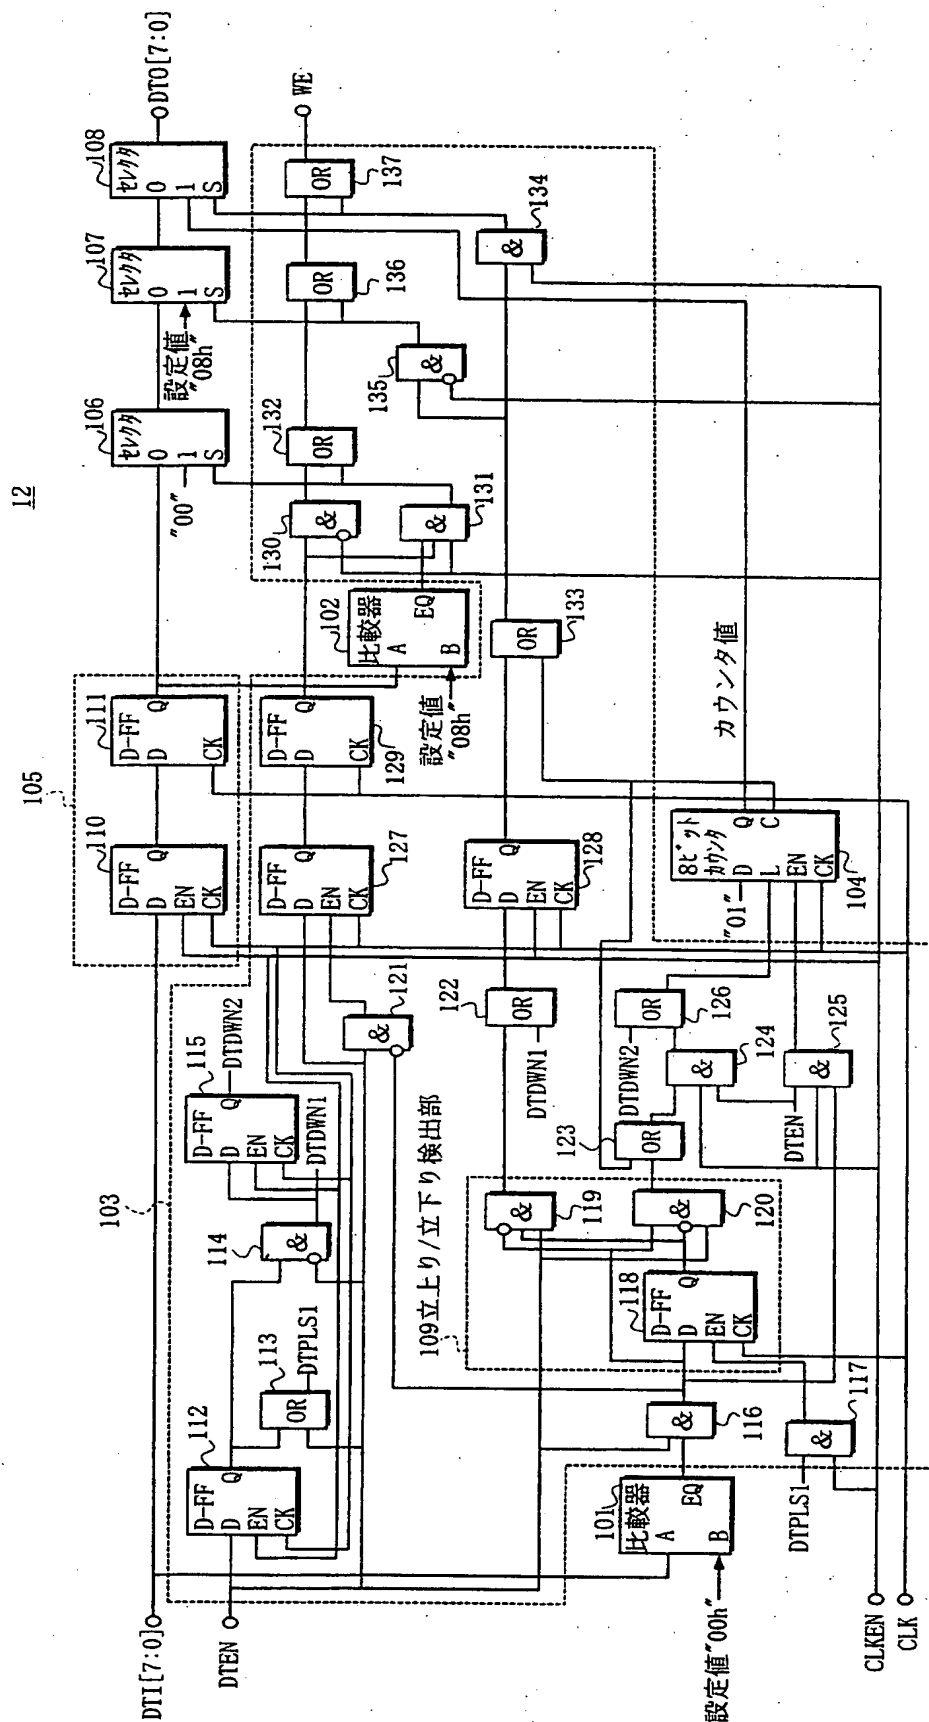 12
DTI[7:0]
DTEN
設定値"00h"
CLKEN
CLK
103
112
D-FF
D
Q
EN
CK
113
OR
DTPLS1
114
&
115
D-FF
D
Q
EN
CK
DTDWN2
DTDWN1
105
110
D-FF
D
Q
EN
CK
111
D-FF
D
Q
CK
106
セレクタ
0
1
S
"00"
107
セレクタ
0
1
S
設定値
"08h"
108
セレクタ
0
1
S
DTO[7:0]
WE
121
&
D-FF
D
Q
EN
CK
127
D-FF
D
Q
CK
129
102
比較器
A
EQ
B
設定値
"08h"
130
&
131
&
132
OR
135
&
136
OR
137
OR
134
&
133
OR
109立上り/立下り検出部
119
&
120
&
118
D-FF
D
Q
EN
CK
122
OR
DTDWN1
D-FF
D
Q
EN
CK
128
101
比較器
A
EQ
B
116
&
117
&
DTPLS1
123
OR
DTDWN2
OR
126
&
124
DTEN
&
125
"01"
8ビット
カウンタ
D
Q
L
C
EN
CK
104
カウンタ値